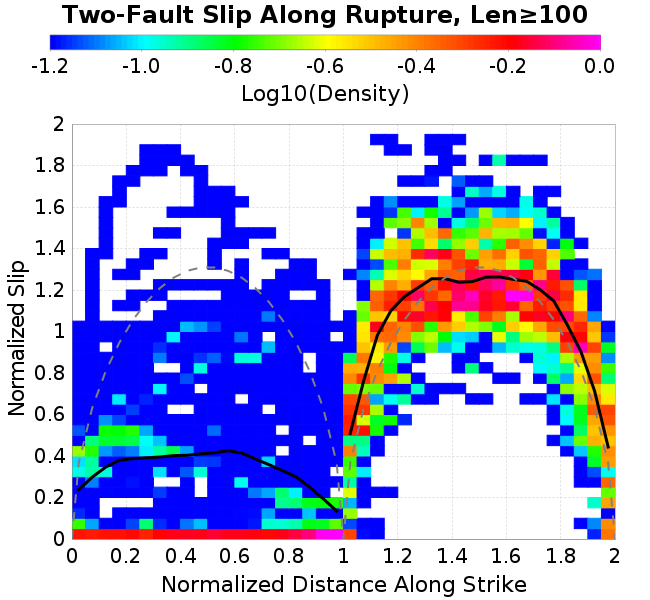 Two-Fault Slip Along Rupture, Len≥100
-1.2 -1.0 -0.8 -0.6 -0.4 -0.2 0.0
Log10(Density)
2
1.8
1.6
1.4
1.2
1
0.8
0.6
0.4
0.2
0
Normalized Slip
0 0.2 0.4 0.6 0.8 1 1.2 1.4 1.6 1.8 2
Normalized Distance Along Strike